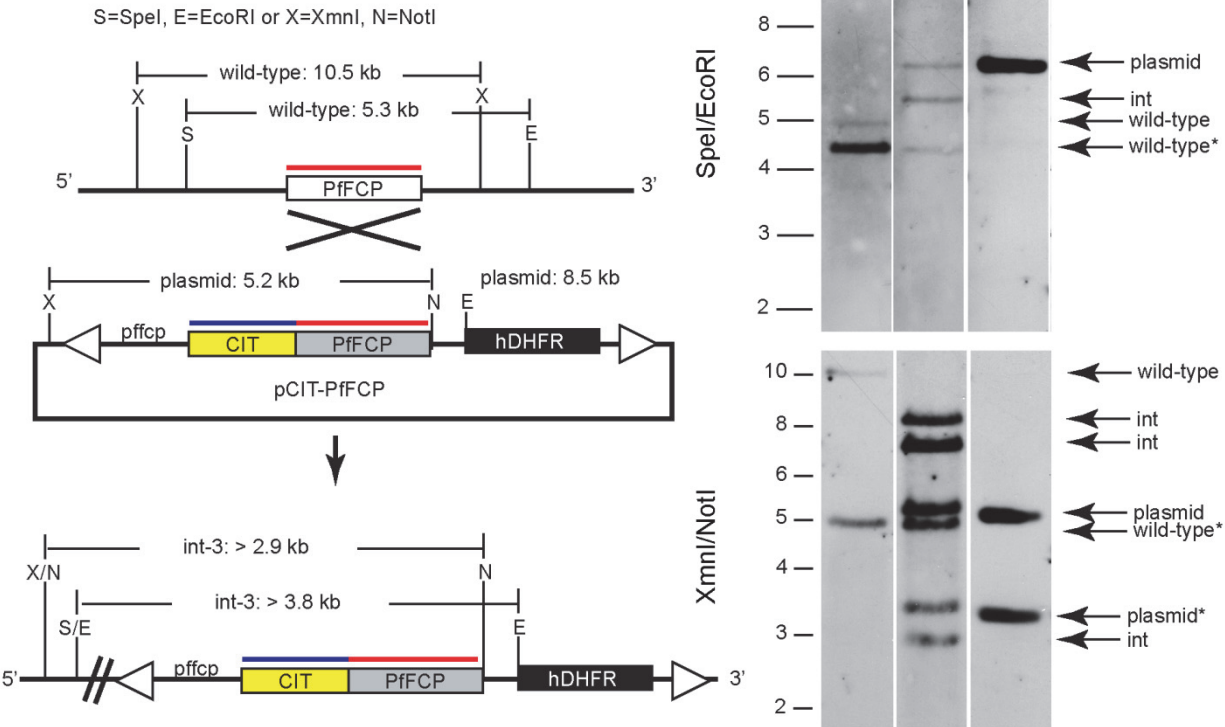 S=SpeI, E=EcoRI or X=XmnI, N=NotI
wild-type: 10.5 kb
X X
wild-type: 5.3 kb
S E
5’ PfFCP 3’
plasmid: 5.2 kb plasmid: 8.5 kb
X N E
pffcp CIT PfFCP hDHFR
pCIT-PfFCP
int-3: > 2.9 kb
X/N N
int-3: > 3.8 kb
S/E E
5’ pffcp CIT PfFCP hDHFR 3’
SpeI/EcoRI
8
6 plasmid
int
5 wild-type
wild-type*
4
3
2
XmnI/NotI
10 wild-type
8 int
int
6
5 plasmid
wild-type*
4
plasmid*
3 int
2